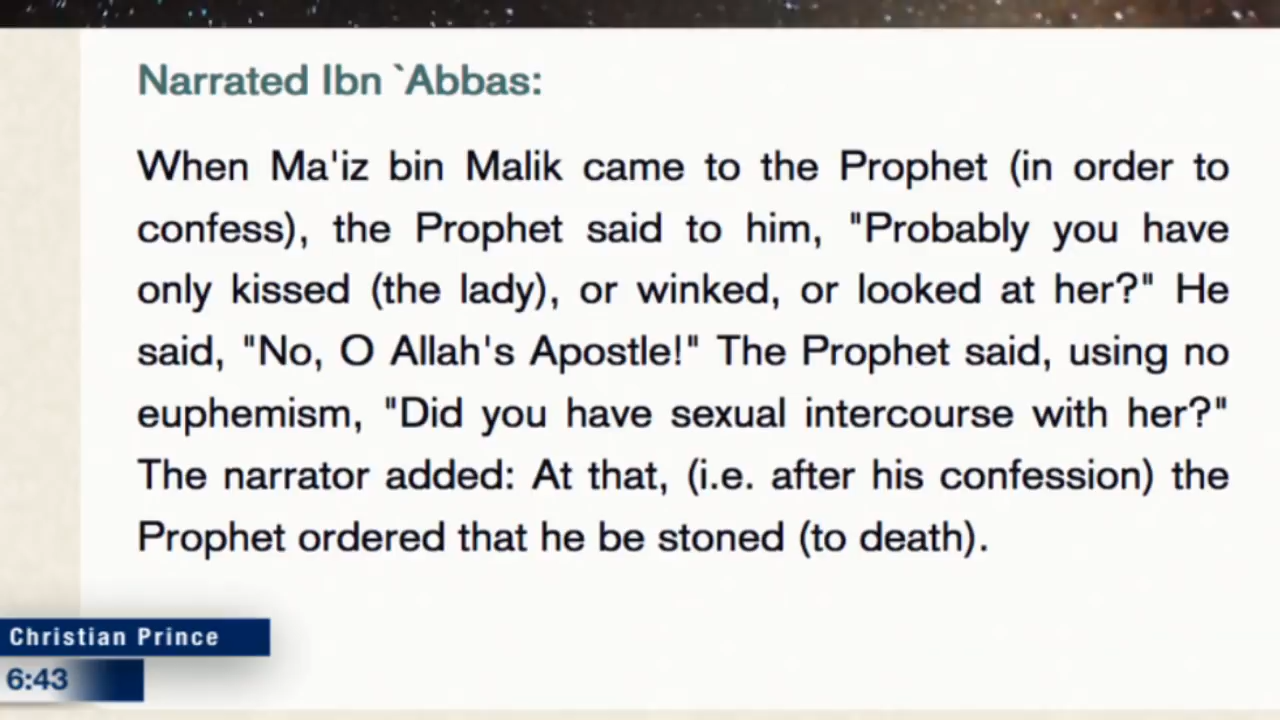 Narrated Ibn `Abbas:
When Ma'iz bin Malik came to the Prophet (in order to
confess), the Prophet said to him, "Probably you have
only kissed (the lady), or winked, or looked at her?" He
said, "No, O Allah's Apostle!" The Prophet said, using no
euphemism, "Did you have sexual intercourse with her?"
The narrator added: At that, (i.e. after his confession) the
Prophet ordered that he be stoned (to death).
Christian Prince
6:43